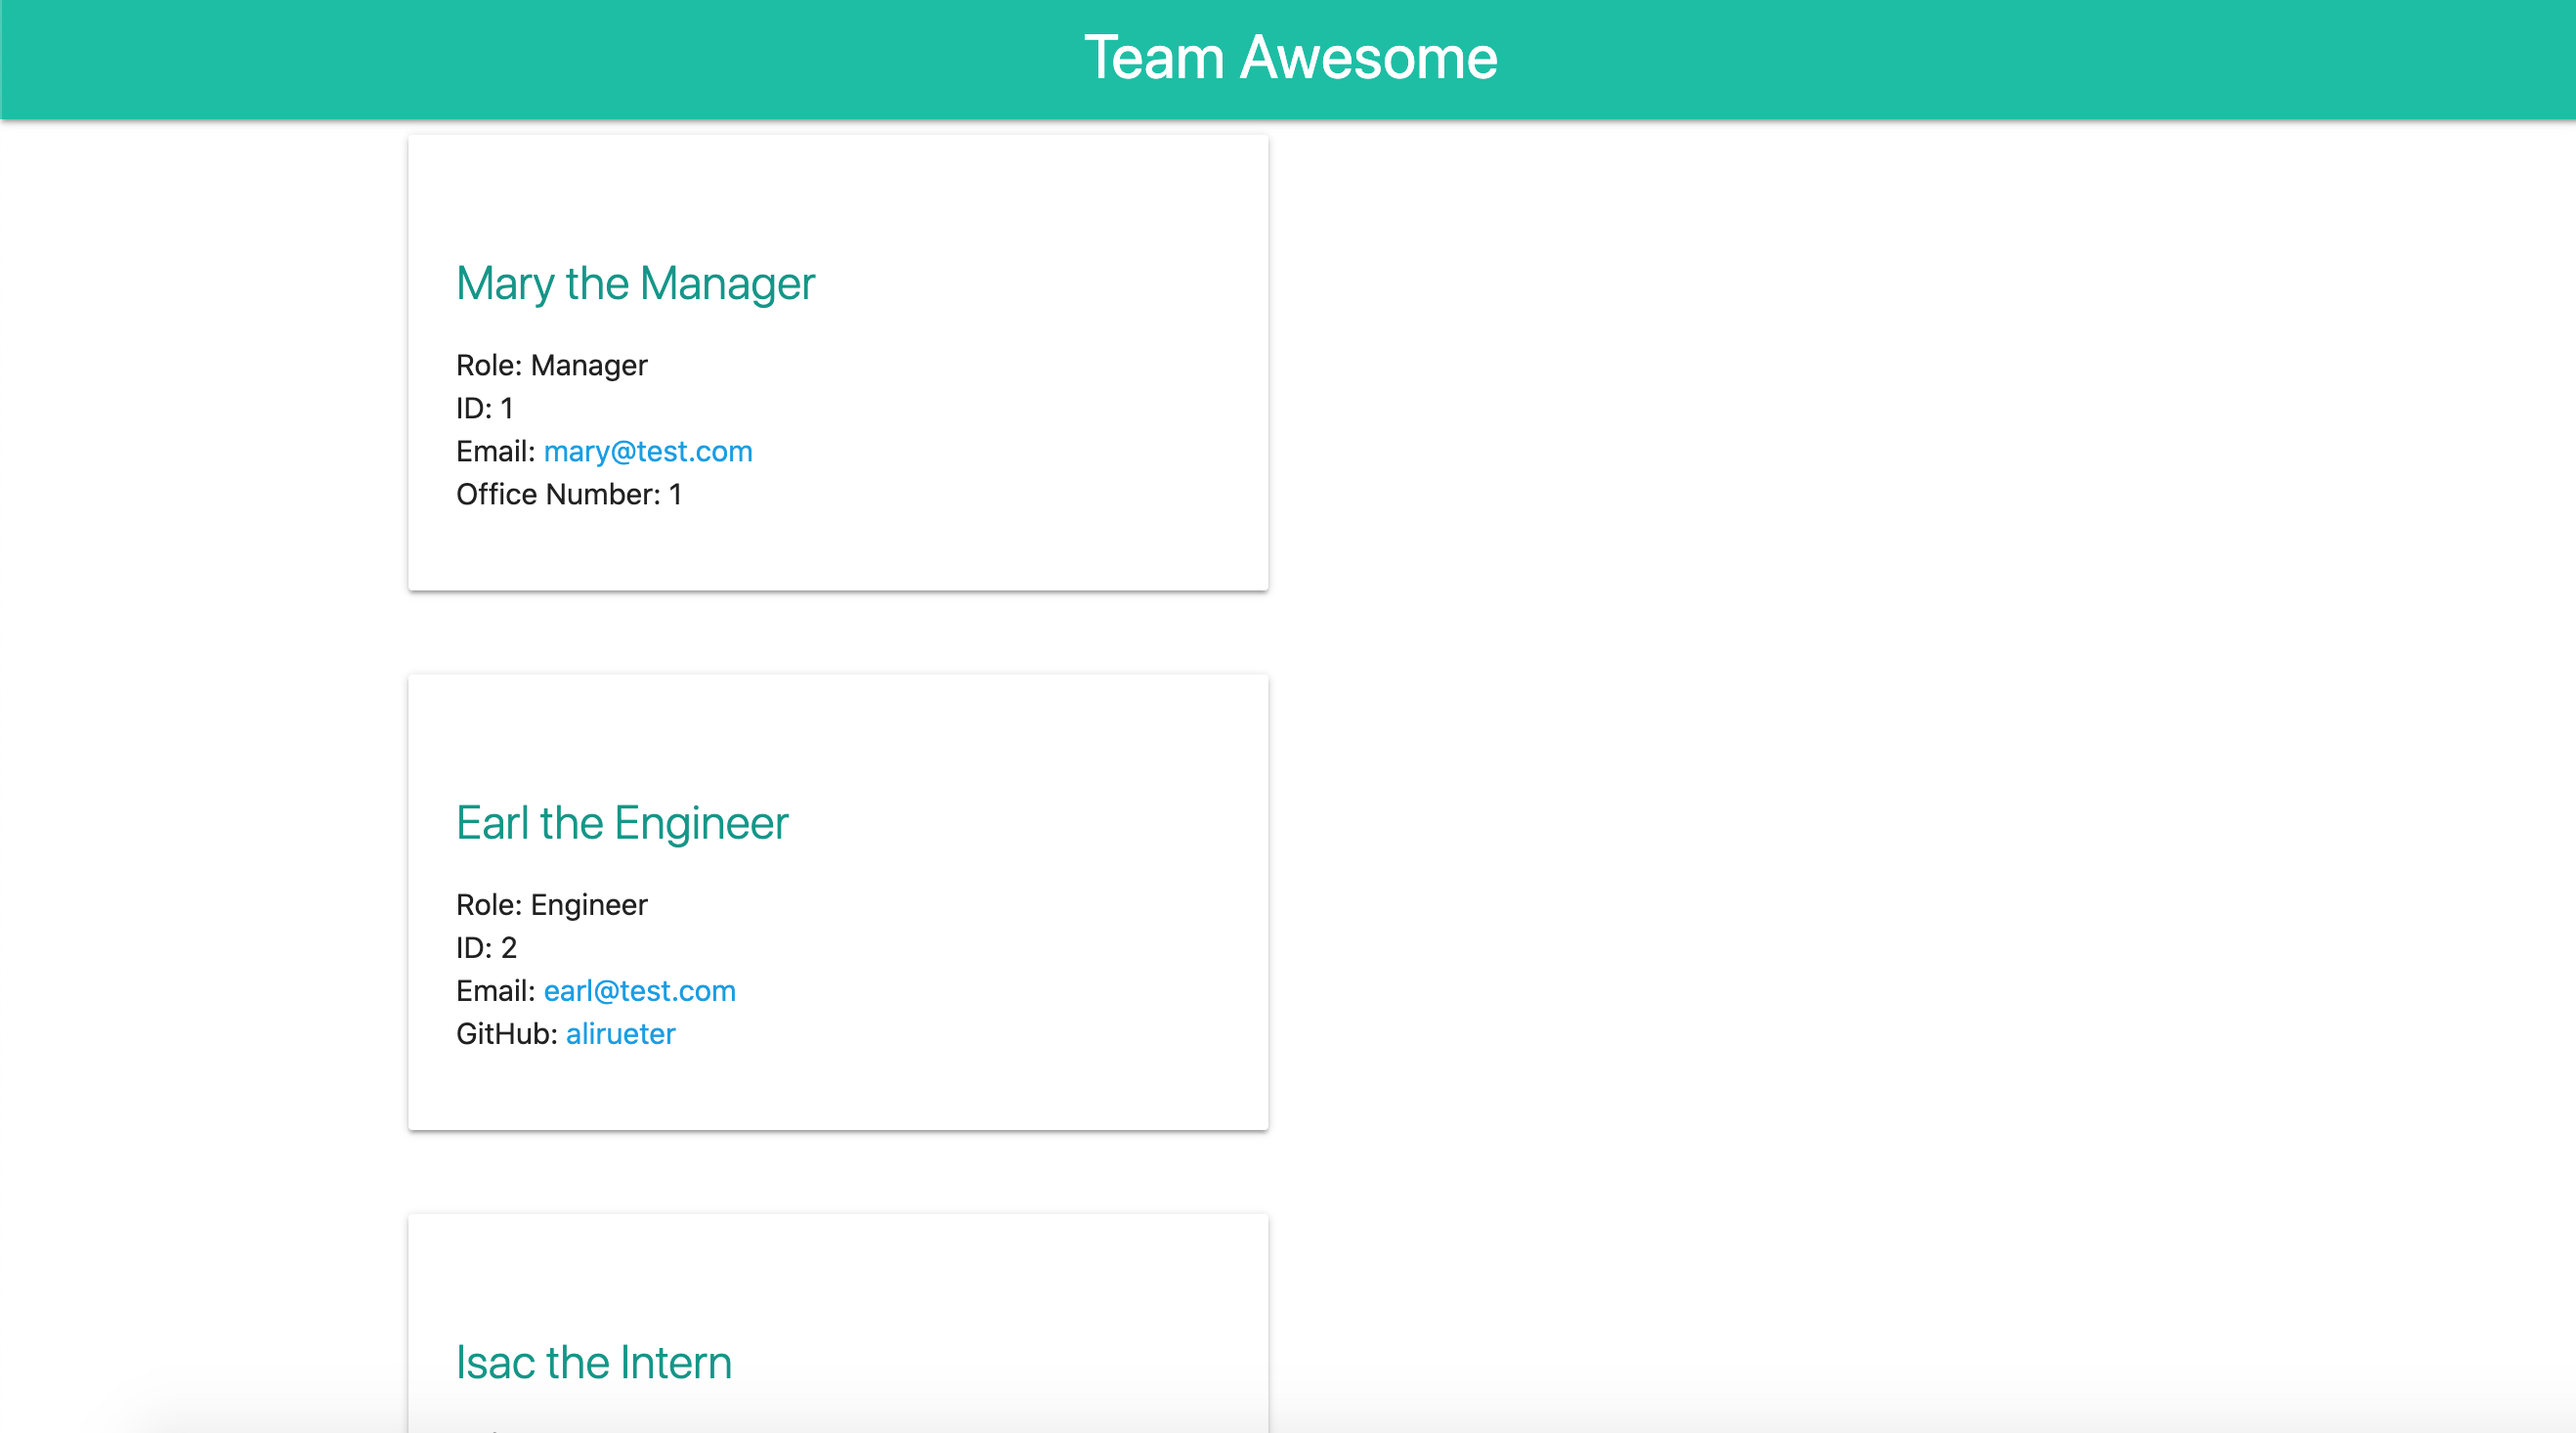 Team Awesome
Mary the Manager
Role: Manager
ID: 1
Email: mary@test.com
Office Number: 1
Earl the Engineer
Role: Engineer
ID: 2
Email: earl@test.com
GitHub: alirueter
Isac the Intern